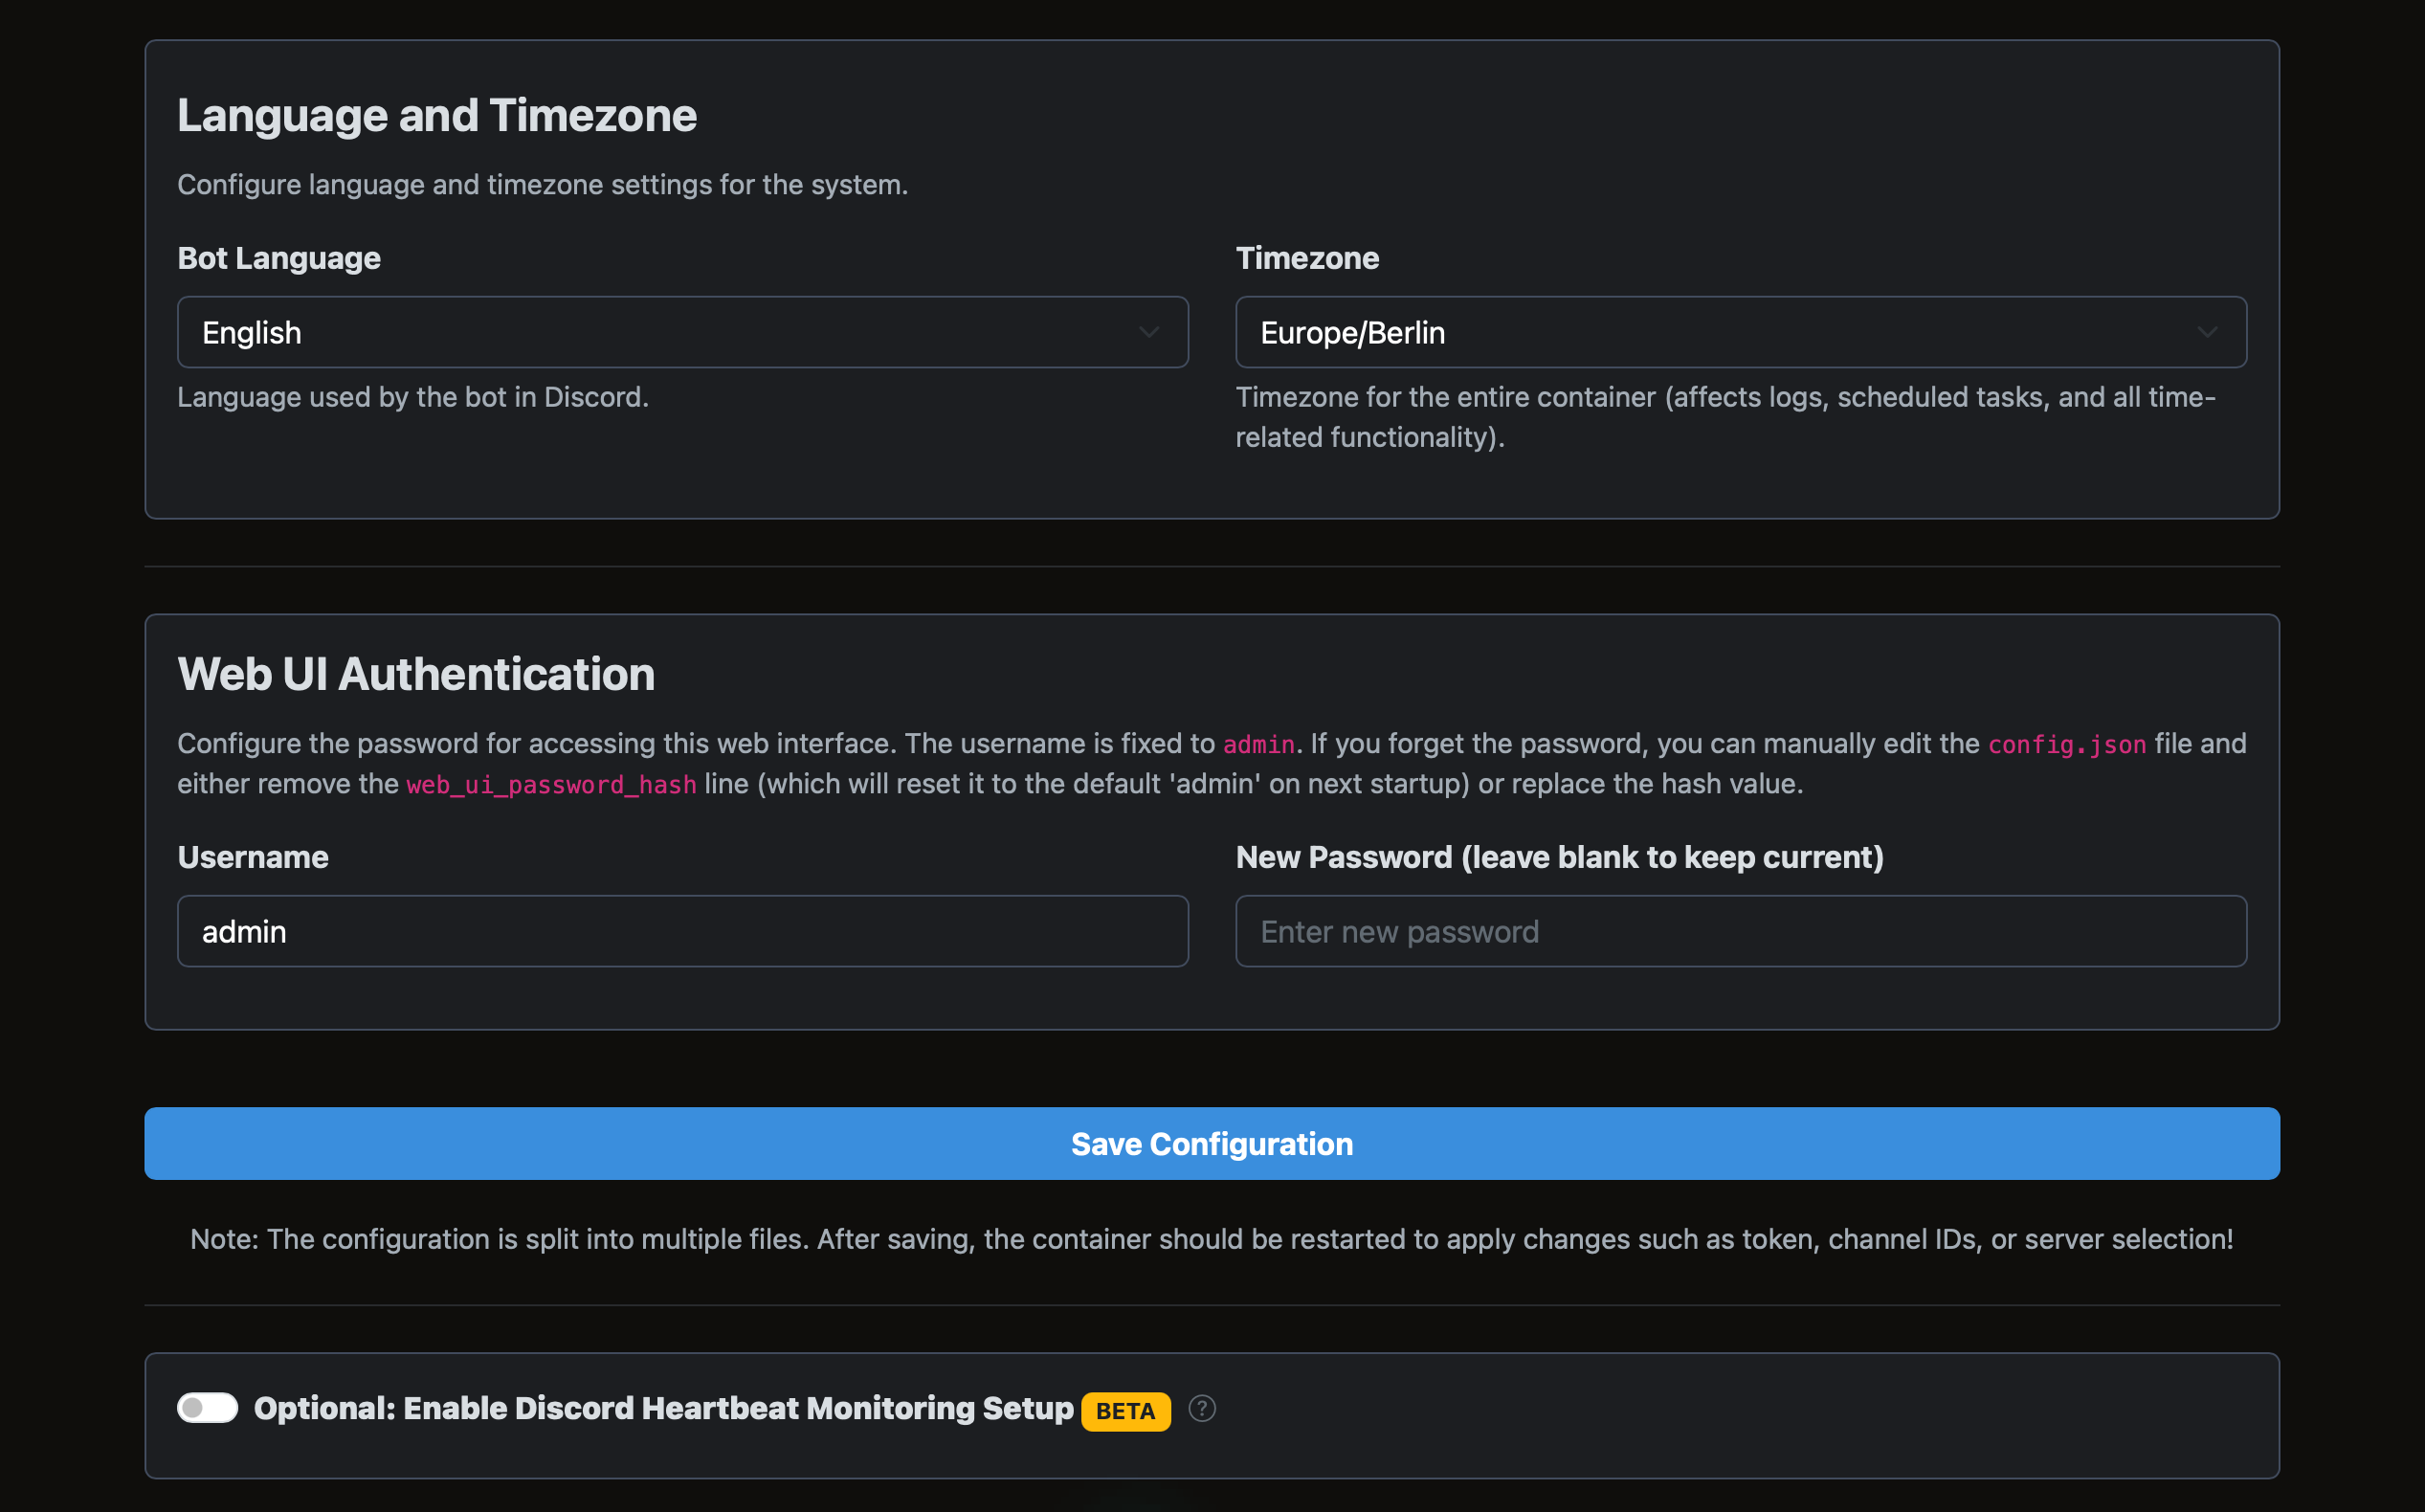 Language and Timezone
Configure language and timezone settings for the system.
Bot Language
English
Language used by the bot in Discord.
Timezone
Europe/Berlin
Timezone for the entire container (affects logs, scheduled tasks, and all time-
related functionality).
Web UI Authentication
Configure the password for accessing this web interface. The username is fixed to admin. If you forget the password, you can manually edit the config.json file and
either remove the web_ui_password_hash line (which will reset it to the default 'admin' on next startup) or replace the hash value.
Username
admin
New Password (leave blank to keep current)
Enter new password
Save Configuration
Note: The configuration is split into multiple files. After saving, the container should be restarted to apply changes such as token, channel IDs, or server selection!
Optional: Enable Discord Heartbeat Monitoring Setup BETA ?